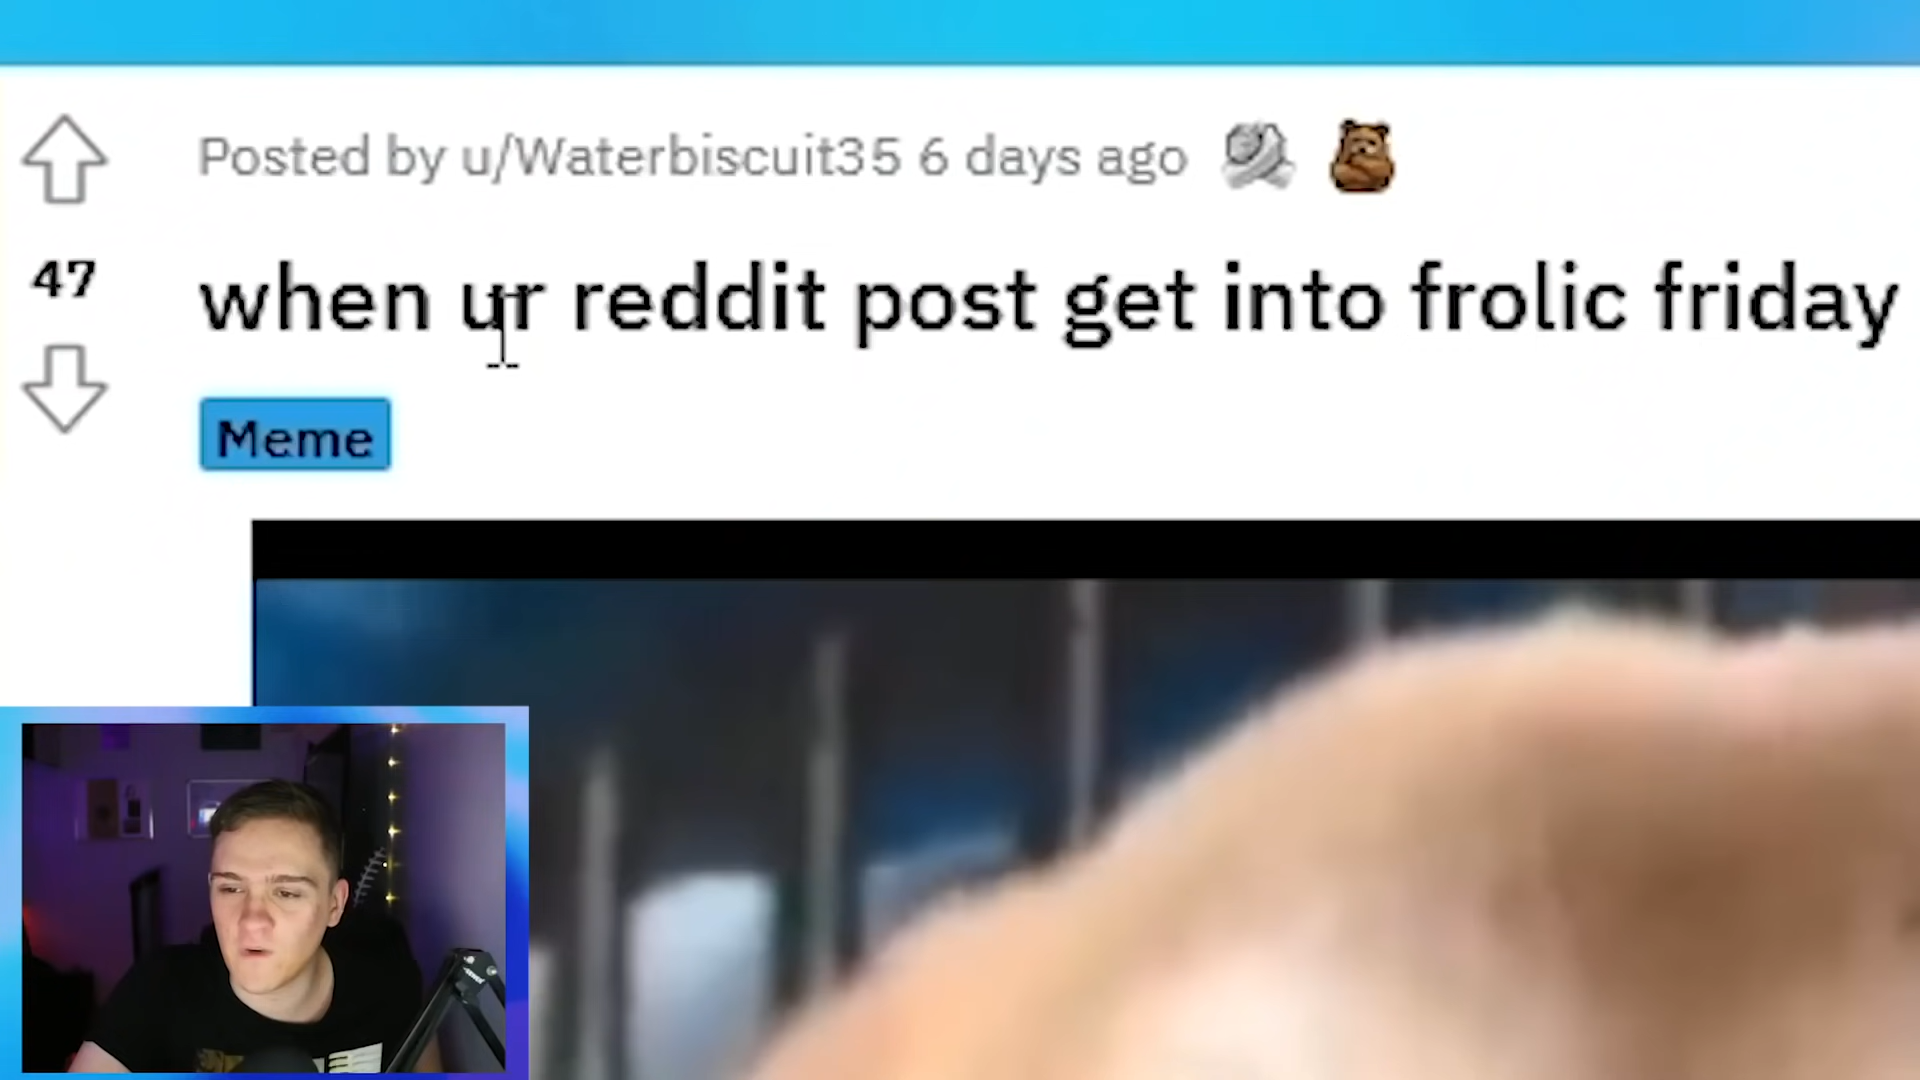 Posted by u/Waterbiscuit35 6 days ago
47
when ur reddit post get into frolic friday
Meme